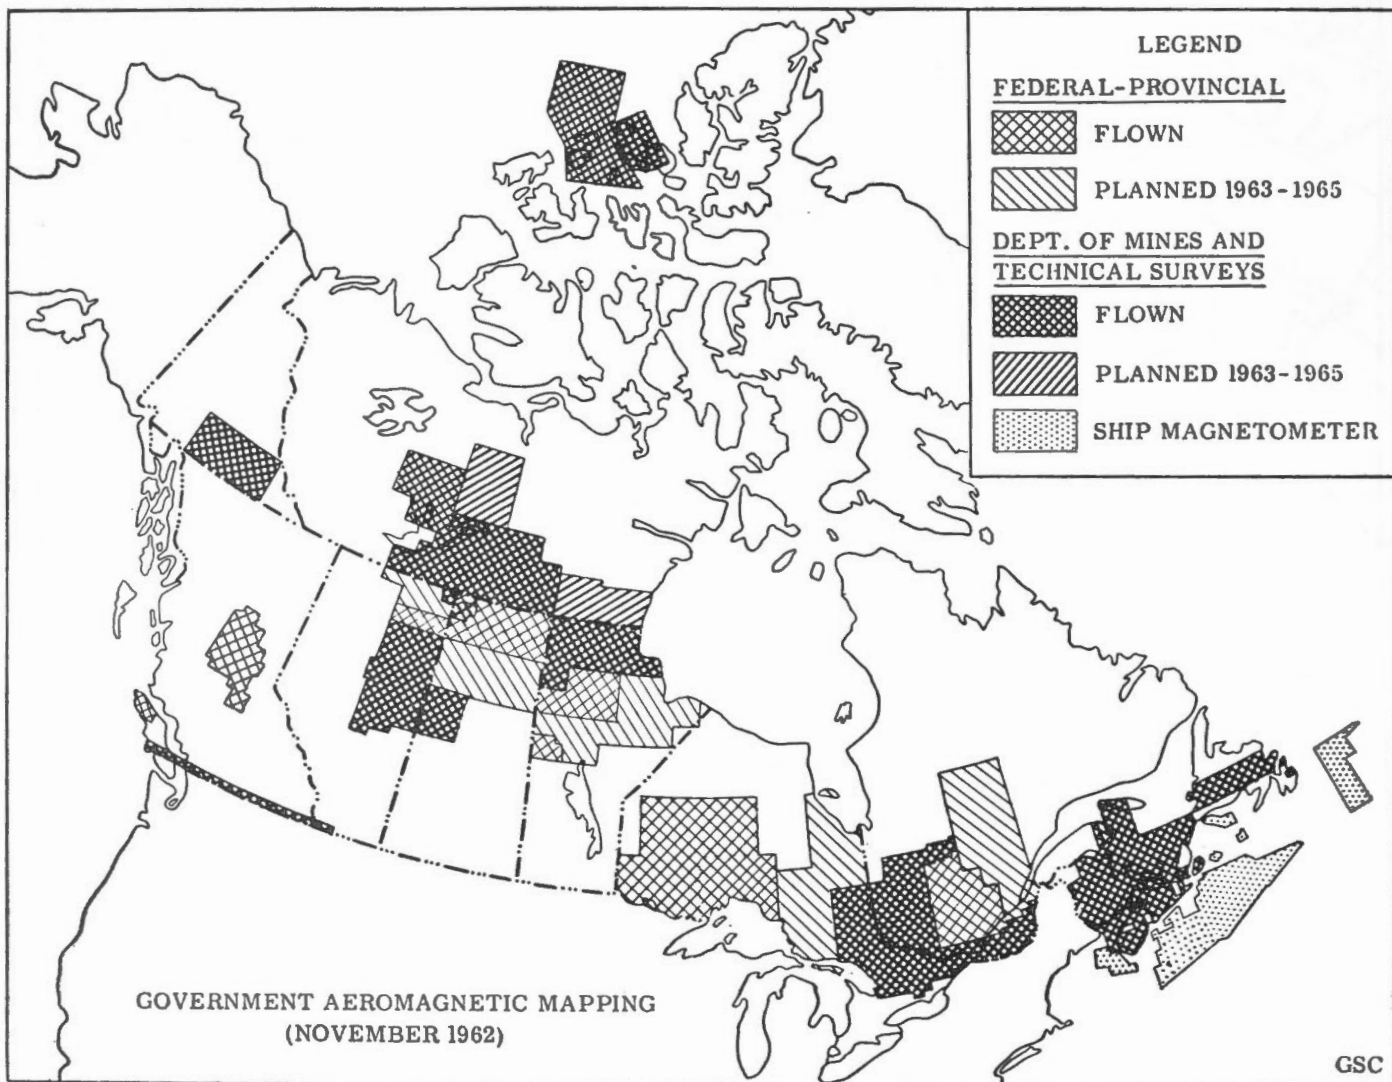 LEGEND
FEDERAL-PROVINCIAL
FLOWN
PLANNED 1963-1965
DEPT. OF MINES AND
TECHNICAL SURVEYS
FLOWN
PLANNED 1963-1965
SHIP MAGNETOMETER
GOVERNMENT AEROMAGNETIC MAPPING
(NOVEMBER 1962)
GSC